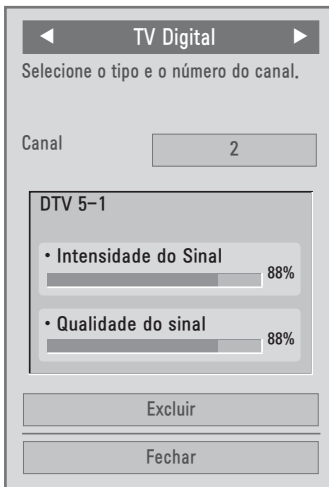 TV Digital
Selecione o tipo e o número do canal.
Canal 2
DTV 5-1
• Intensidade do Sinal
88%
• Qualidade do sinal
88%
Excluir
Fechar